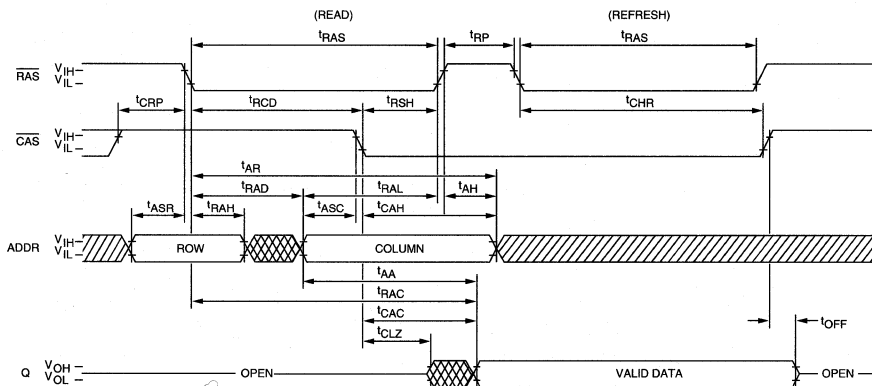 (READ) (REFRESH)
tRAS tRP tRAS
RAS VIH VIL
tCRP tRCD tRSH tCHR
CAS VIH VIL
tAR
tRAD tRAL tAH
tASR tRAH tASC tCAH
ADDR VIH VIL ROW COLUMN
tAA
tRAC
tCAC
tCLZ tOFF
Q VOH VOL OPEN VALID DATA OPEN